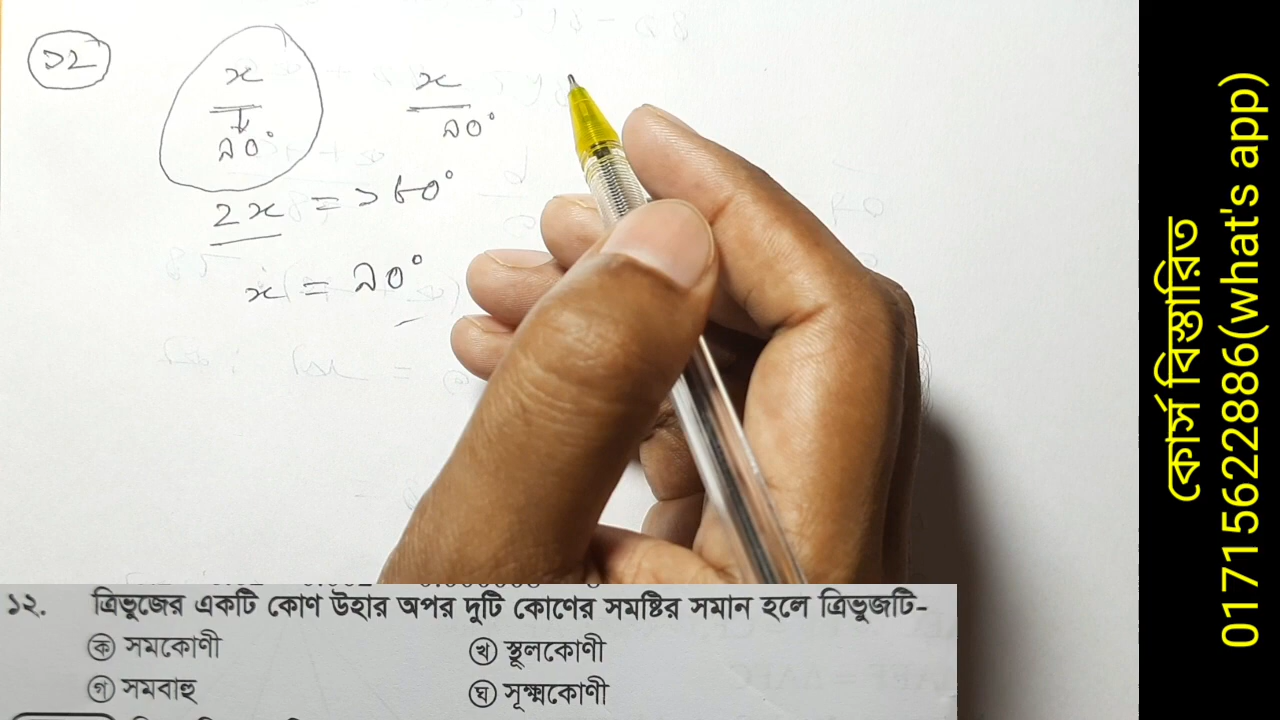 ১২
x x
৯০° ৯০°
2x = ১৮০°
x = ৯০°
১২. ত্রিভুজের একটি কোণ উহার অপর দুটি কোণের সমষ্টির সমান হলে ত্রিভুজটি-
ক সমকোণী খ স্থূলকোণী
গ সমবাহু ঘ সূক্ষ্মকোণী
কোর্স বিস্তারিত
01715622886(what's app)